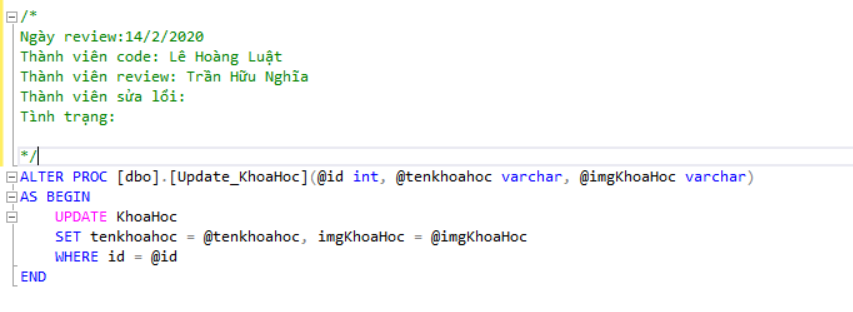 /*
Ngày review:14/2/2020
Thành viên code: Lê Hoàng Luật
Thành viên review: Trần Hữu Nghĩa
Thành viên sửa lổi:
Tình trạng:
*/
ALTER PROC [dbo].[Update_KhoaHoc](@id int, @tenkhoahoc varchar, @imgKhoaHoc varchar)
AS BEGIN
UPDATE KhoaHoc
SET tenkhoahoc = @tenkhoahoc, imgKhoaHoc = @imgKhoaHoc
WHERE id = @id
END